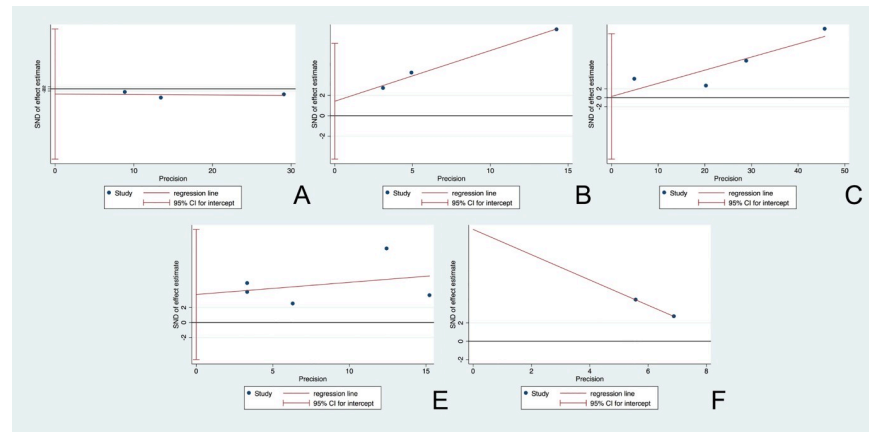 SND of effect estimate
0 10 20 30
Precision
Study regression line
95% CI for intercept
A
SND of effect estimate
2
0
-2
0 5 10 15
Precision
Study regression line
95% CI for intercept
B
SND of effect estimate
2
0
-2
0 10 20 30 40 50
Precision
Study regression line
95% CI for intercept
C
SND of effect estimate
2
0
-2
0 5 10 15
Precision
Study regression line
95% CI for intercept
E
SND of effect estimate
2
0
-2
0 2 4 6 8
Precision
Study regression line
95% CI for intercept
F